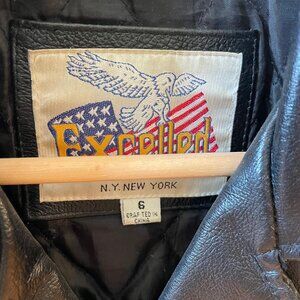 Excelled
N.Y. NEW YORK
6
CRAFTED IN
CHINA